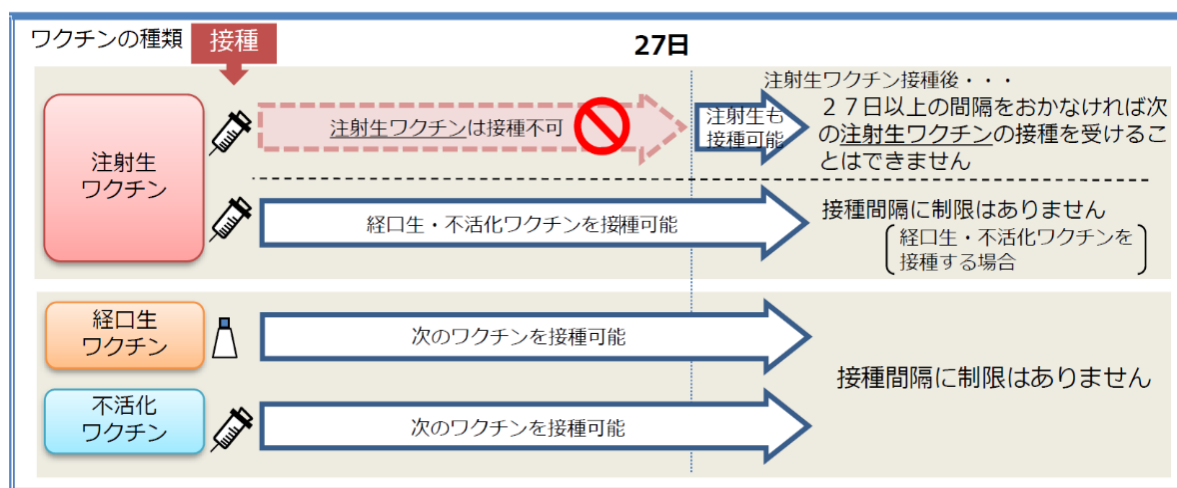 ワクチンの種類
接種
27日
注射生
ワクチン
注射生ワクチンは接種不可
注射生も
接種可能
注射生ワクチン接種後・・・
２７日以上の間隔をおかなければ次
の注射生ワクチンの接種を受けるこ
とはできません
経口生・不活化ワクチンを接種可能
接種間隔に制限はありません
経口生・不活化ワクチンを
接種する場合
経口生
ワクチン
次のワクチンを接種可能
不活化
ワクチン
次のワクチンを接種可能
接種間隔に制限はありません